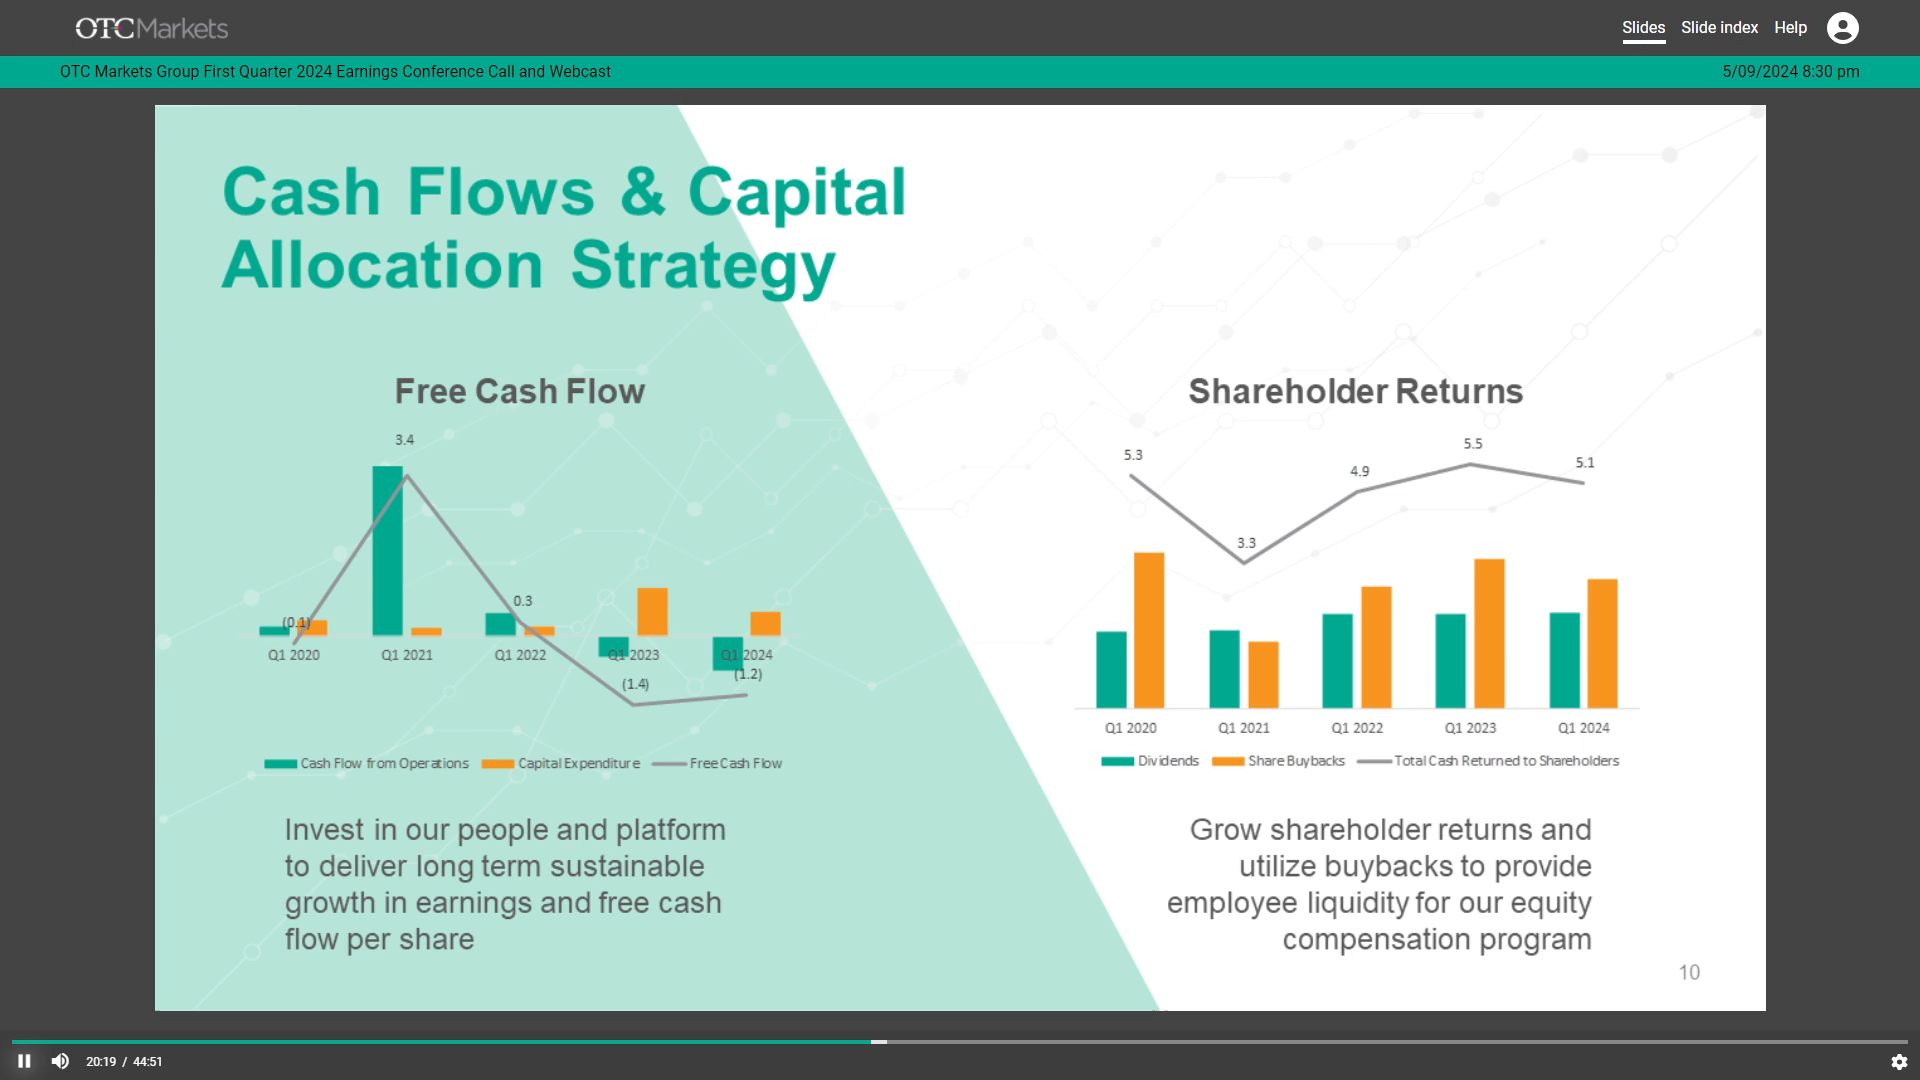 OTCMarkets
Slides Slide index Help
OTC Markets Group First Quarter 2024 Earnings Conference Call and Webcast
5/09/2024 8:30 pm
Cash Flows & Capital
Allocation Strategy
Free Cash Flow
3.4
(0.1)
0.3
Q1 2020 Q1 2021 Q1 2022 Q1 2023 Q1 2024
(1.4)
(1.2)
Cash Flow from Operations Capital Expenditure Free Cash Flow
Invest in our people and platform
to deliver long term sustainable
growth in earnings and free cash
flow per share
Shareholder Returns
5.3
3.3
4.9
5.5
5.1
Q1 2020 Q1 2021 Q1 2022 Q1 2023 Q1 2024
Dividends Share Buybacks Total Cash Returned to Shareholders
Grow shareholder returns and
utilize buybacks to provide
employee liquidity for our equity
compensation program
10
20:19 / 44:51